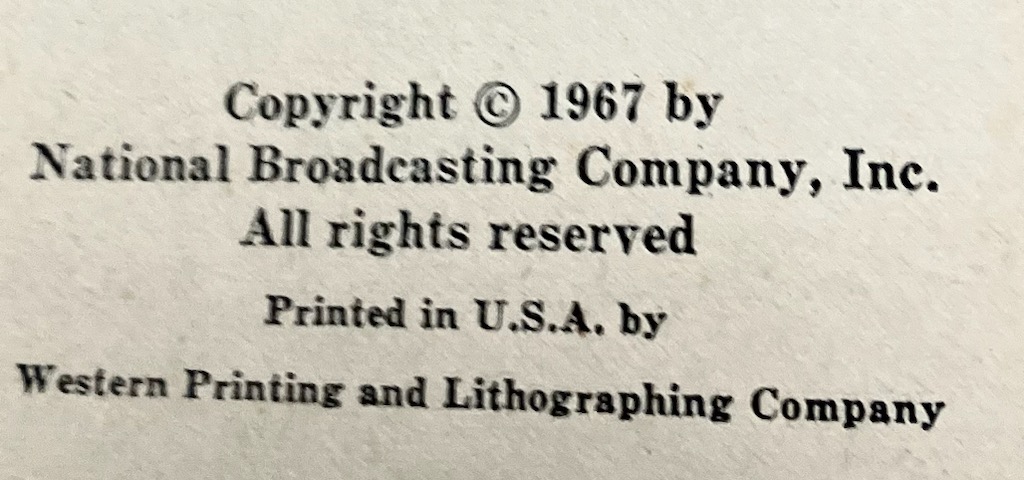 Copyright © 1967 by
National Broadcasting Company, Inc.
All rights reserved
Printed in U.S.A. by
Western Printing and Lithographing Company